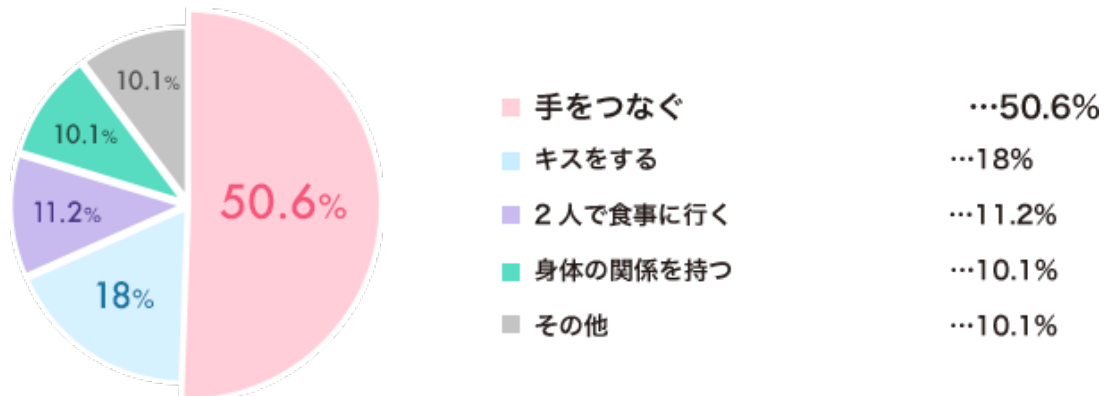 10.1%
10.1%
11.2%
18%
50.6%
手をつなぐ …50.6%
キスをする …18%
2人で食事に行く …11.2%
身体の関係を持つ …10.1%
その他 …10.1%